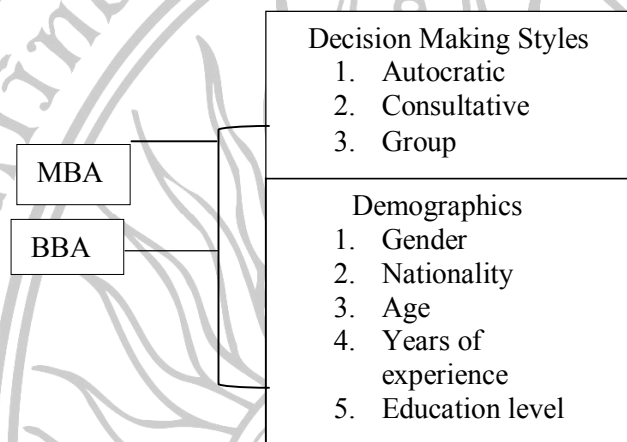 Decision Making Styles
1. Autocratic
2. Consultative
3. Group
MBA
BBA
Demographics
1. Gender
2. Nationality
3. Age
4. Years of
experience
5. Education level